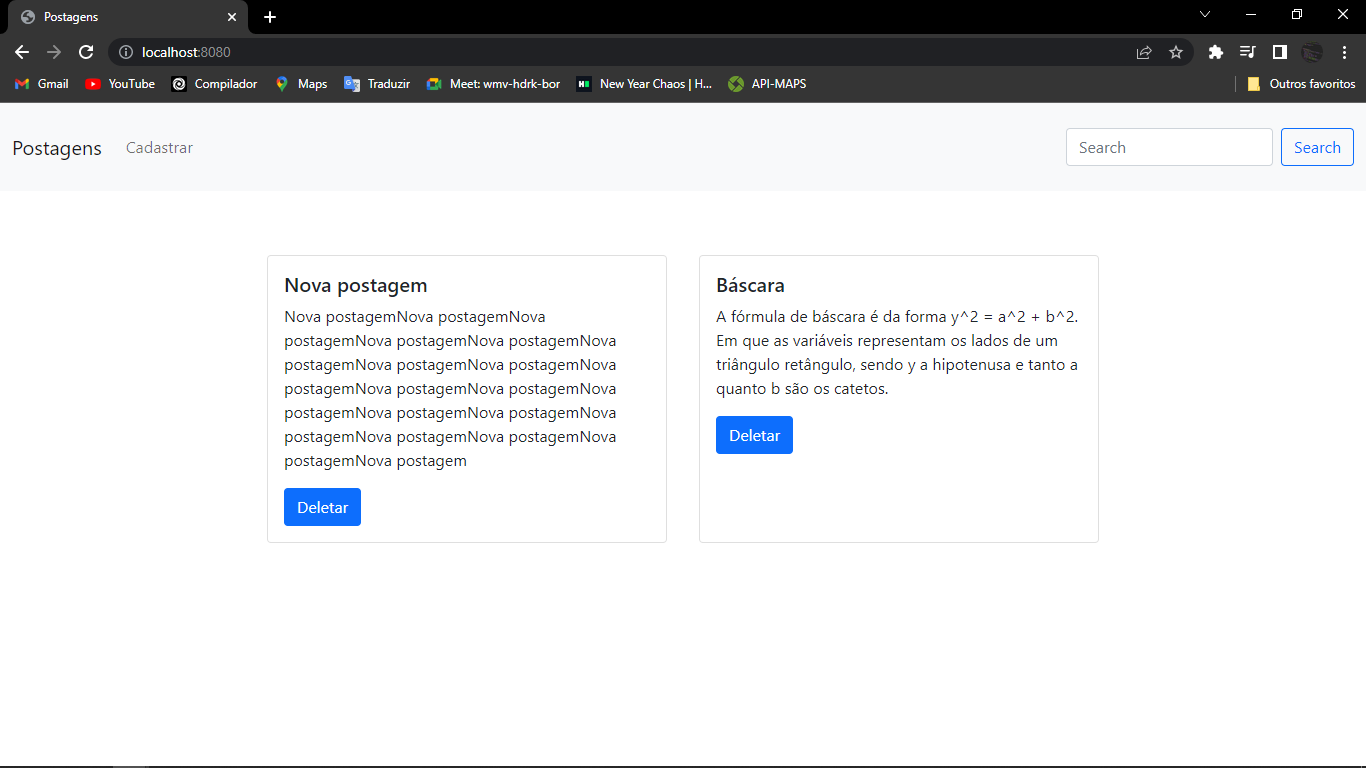 Postagens
localhost:8080
Gmail YouTube Compilador Maps Traduzir Meet: wmv-hdrk-bor New Year Chaos | H... API-MAPS Outros favoritos
Postagens Cadastrar Search Search
Nova postagem
Nova postagemNova postagemNova
postagemNova postagemNova postagemNova
postagemNova postagemNova postagemNova
postagemNova postagemNova postagemNova
postagemNova postagemNova postagemNova
postagemNova postagemNova postagemNova
postagemNova postagem
Deletar
Báscara
A fórmula de báscara é da forma y^2 = a^2 + b^2.
Em que as variáveis representam os lados de um
triângulo retângulo, sendo y a hipotenusa e tanto a
quanto b são os catetos.
Deletar